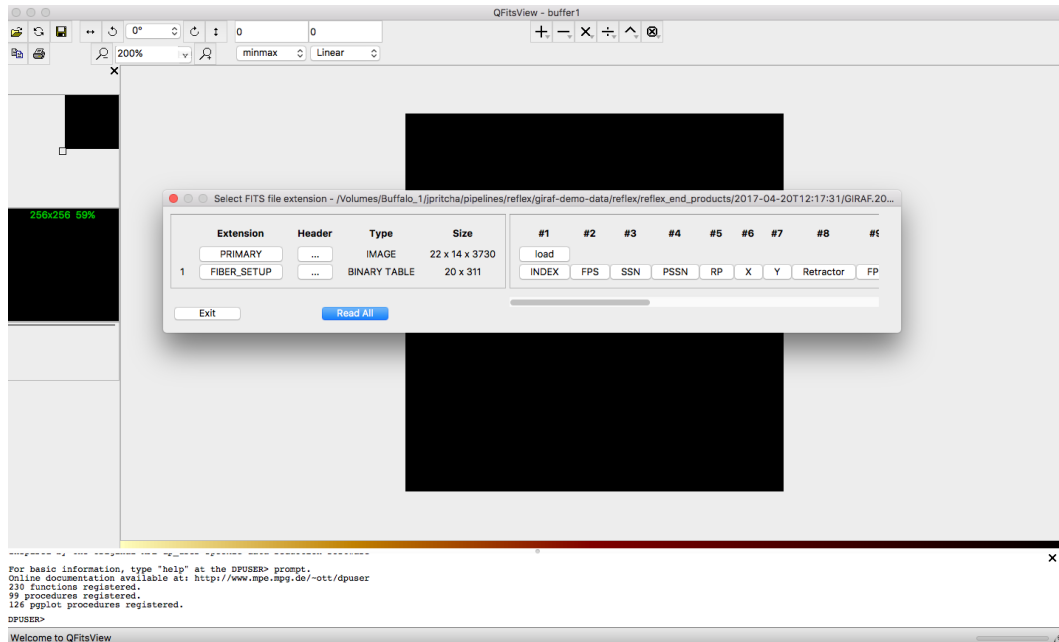 QFitsView - buffer1
0° 0 0
200% minmax Linear
256x256 59%
Select FITS file extension - /Volumes/Buffalo_1/jpritcha/pipelines/reflex/giraf-demo-data/reflex/reflex_end_products/2017-04-20T12:17:31/GIRAF.20...
Extension Header Type Size #1 #2 #3 #4 #5 #6 #7 #8 #9
PRIMARY ... IMAGE 22 x 14 x 3730 load
1 FIBER_SETUP ... BINARY TABLE 20 x 311 INDEX FPS SSN PSSN RP X Y Retractor FP
Exit Read All
For basic information, type "help" at the DPUSER> prompt.
Online documentation available at: http://www.mpe.mpg.de/~ott/dpuser
230 functions registered.
99 procedures registered.
126 pgplot procedures registered.
DPUSER>
Welcome to QFitsView